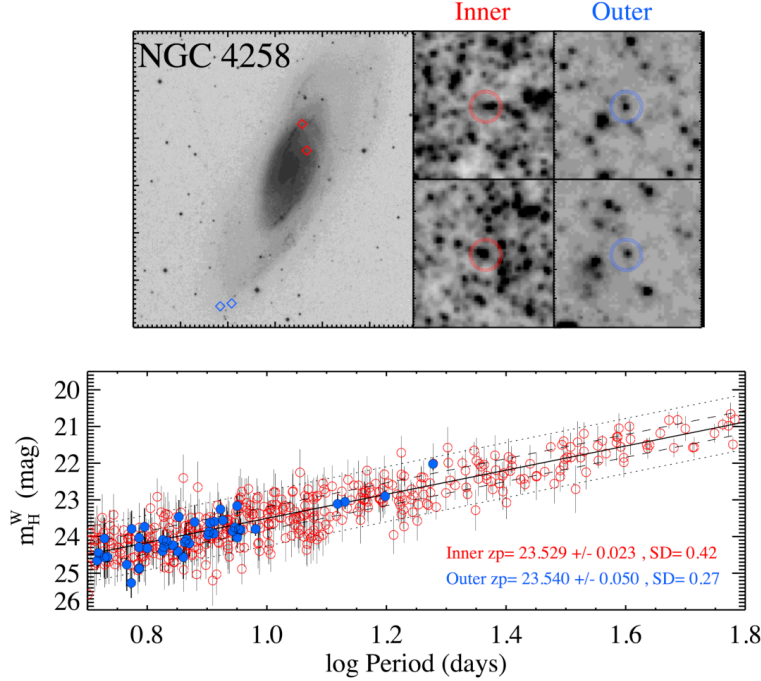 Inner Outer
NGC 4258
20
21
22
23
24
25
26
m_H^W (mag)
Inner zp= 23.529 +/- 0.023 , SD= 0.42
Outer zp= 23.540 +/- 0.050 , SD= 0.27
0.8 1.0 1.2 1.4 1.6 1.8
log Period (days)